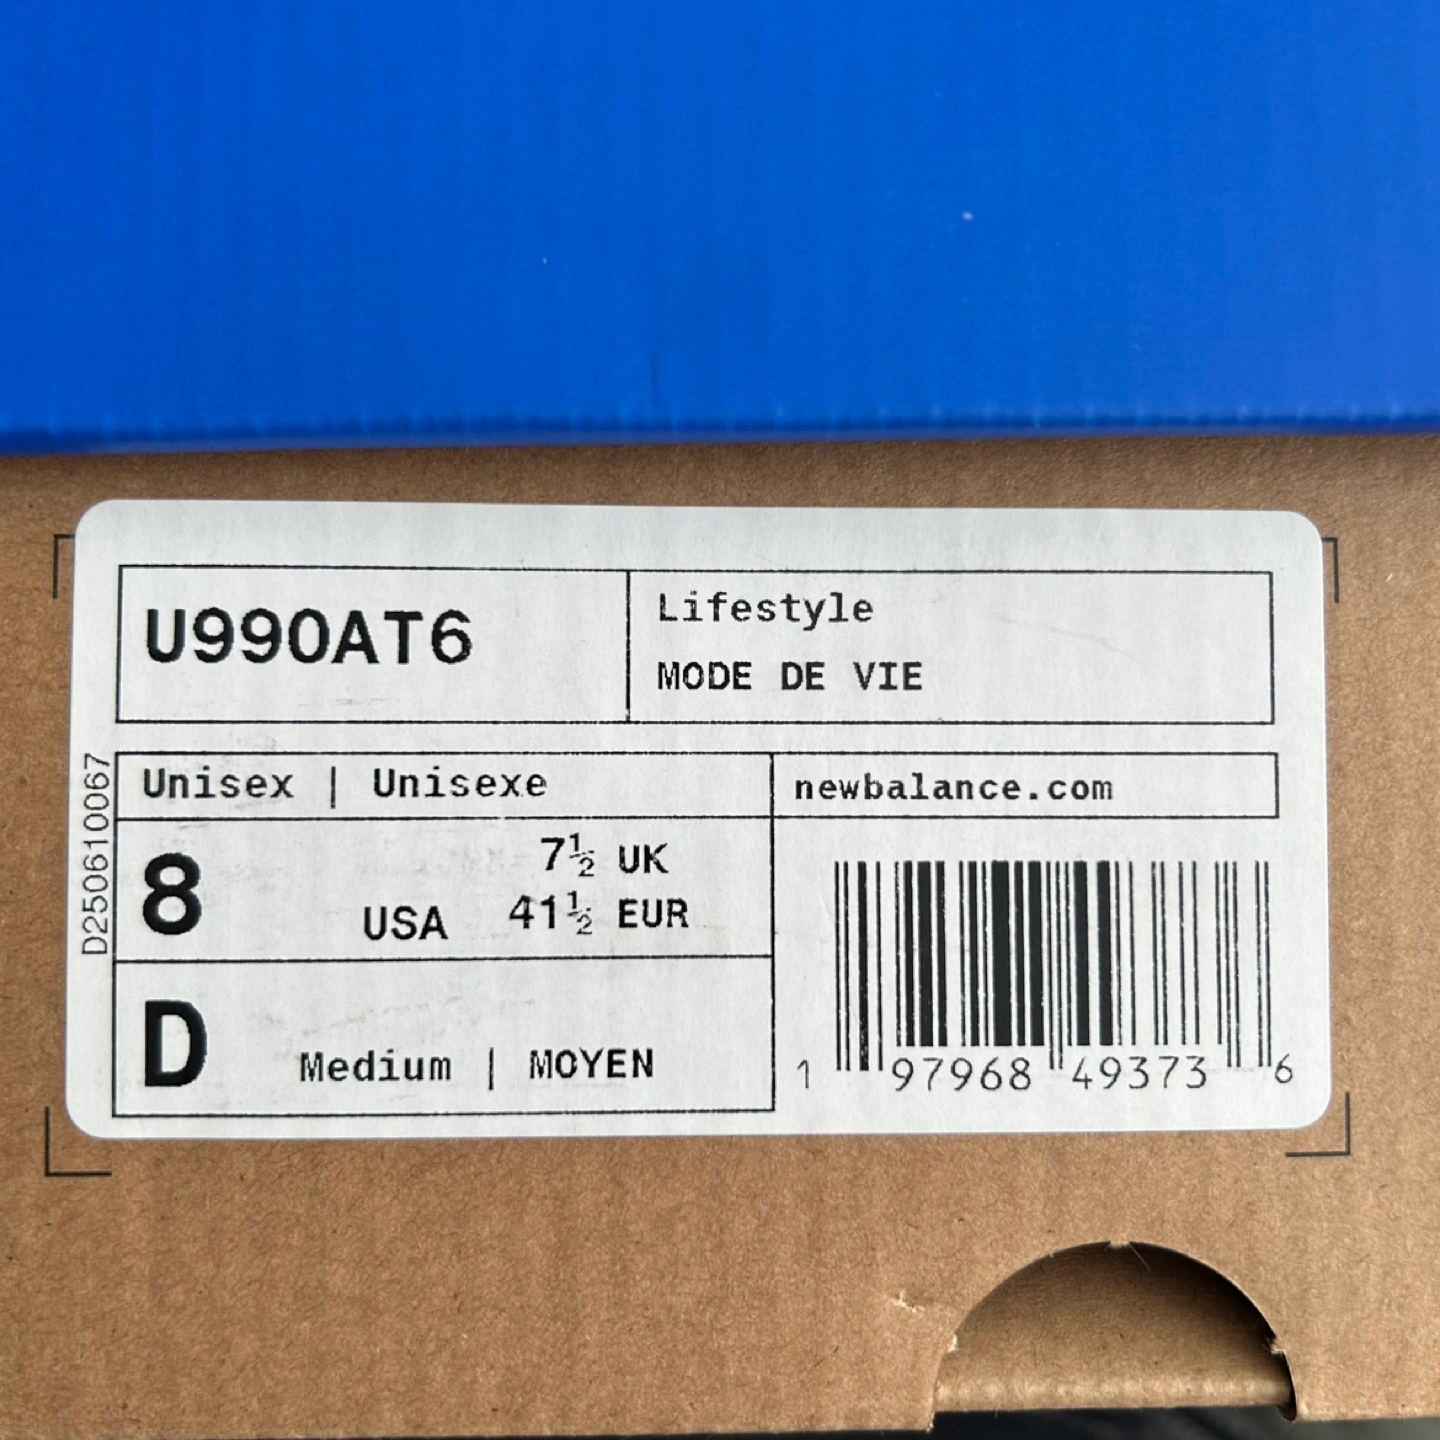 U990AT6
Lifestyle
MODE DE VIE
D250610067
Unisex | Unisexe
newbalance.com
8 USA 7½ UK
41½ EUR
D Medium | MOYEN
1 97968 49373 6